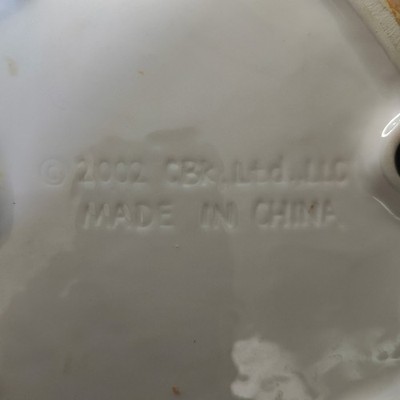 © 2002 CBK, Ltd., LLC
MADE IN CHINA